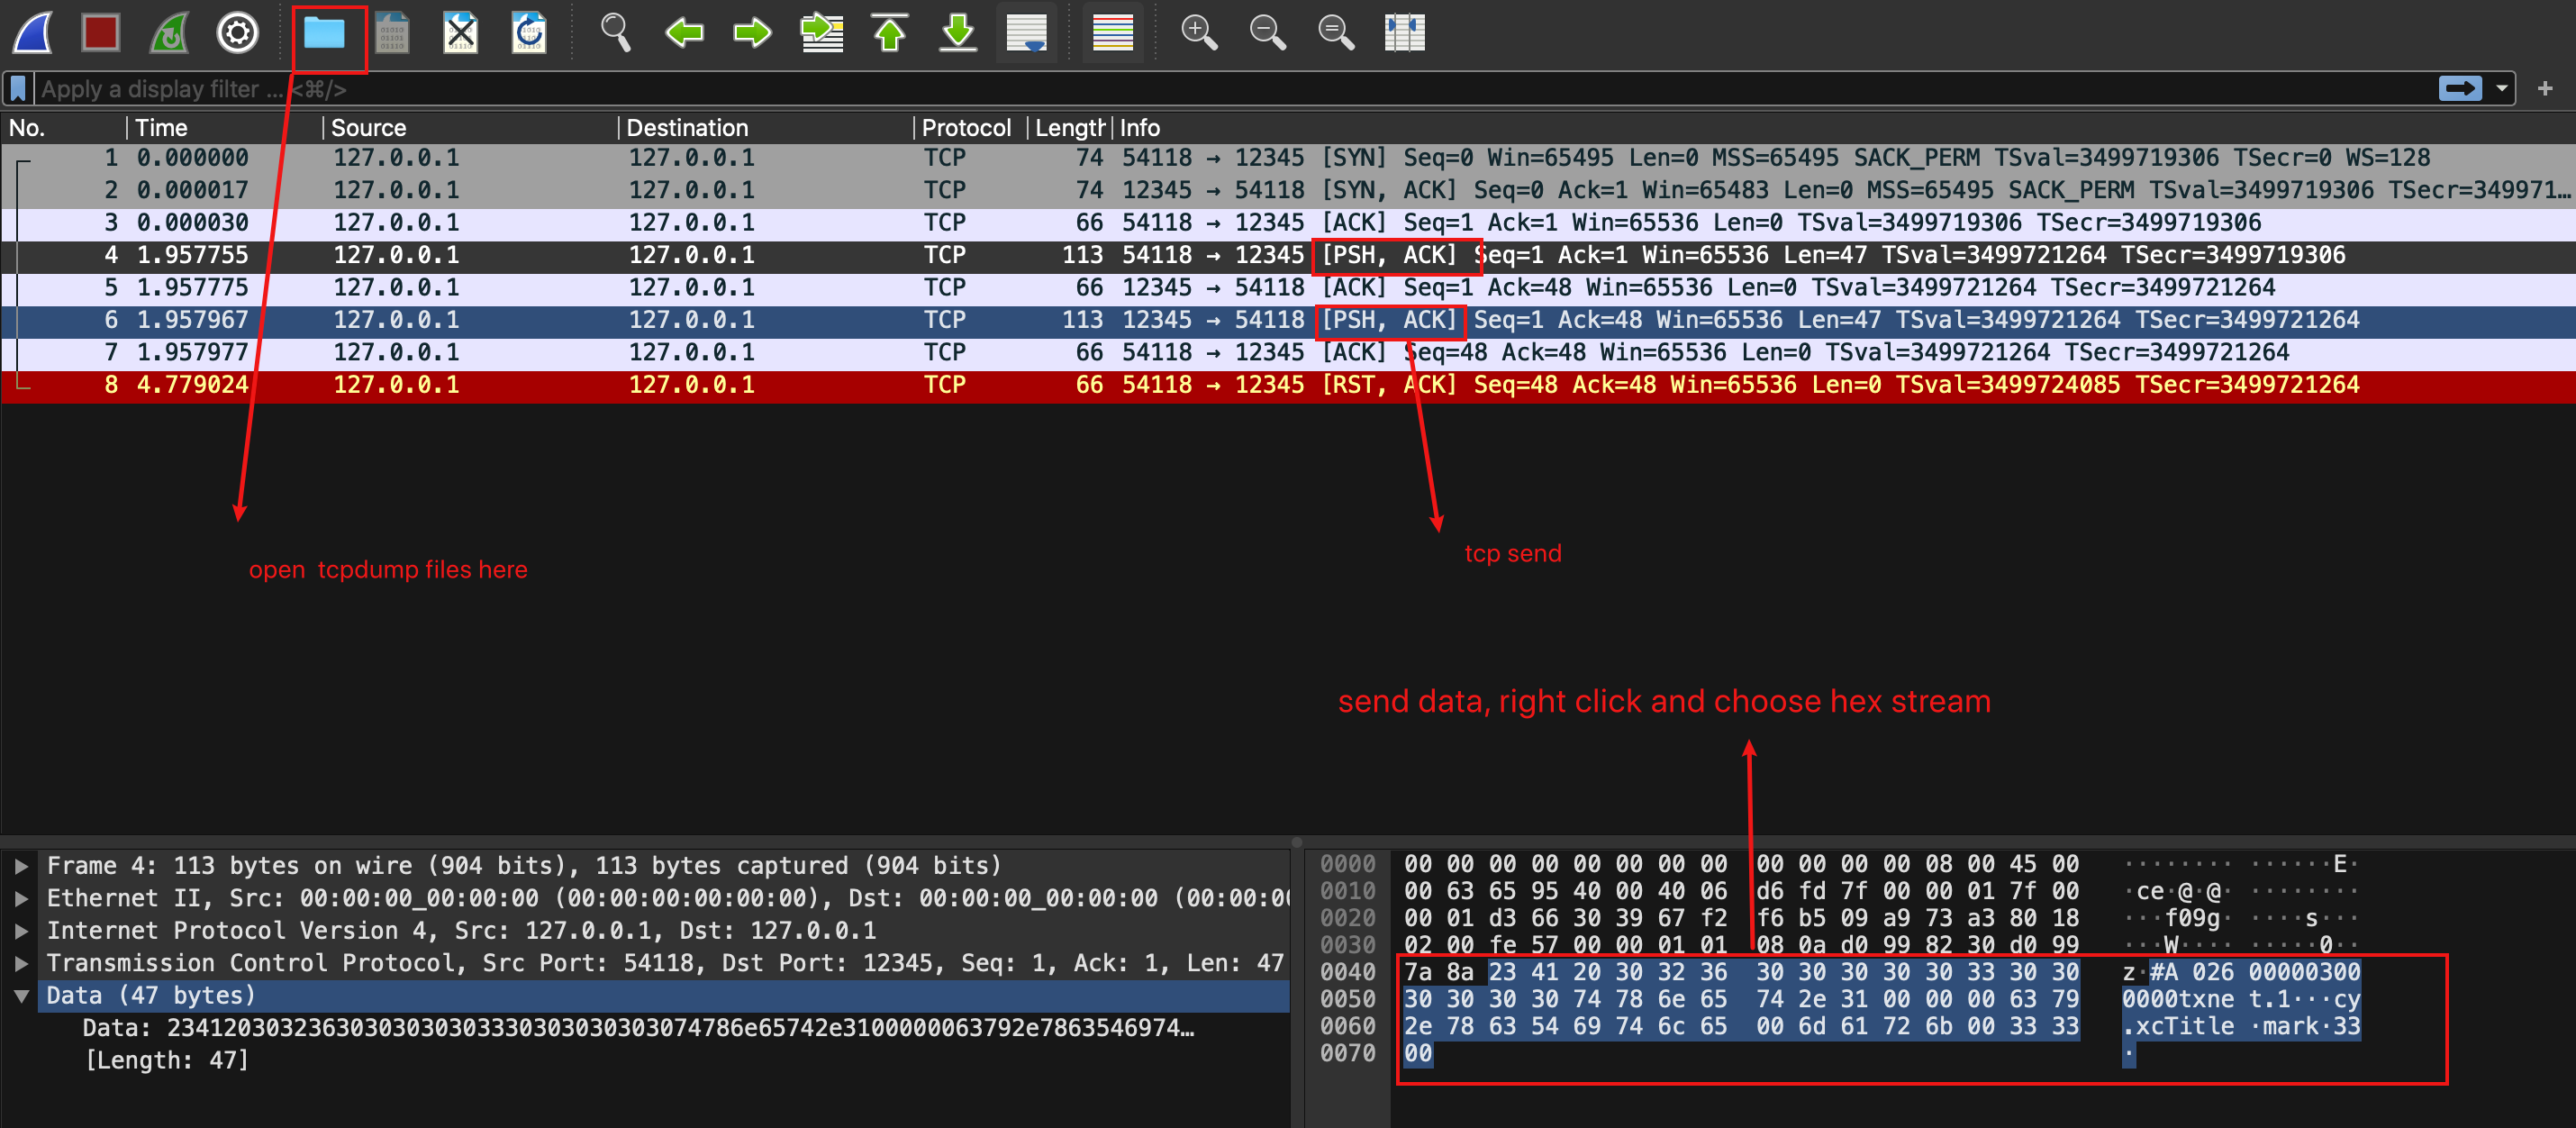 Apply a display filter ... <⌘/>
No. Time Source Destination Protocol Length Info
1 0.000000 127.0.0.1 127.0.0.1 TCP 74 54118 → 12345 [SYN] Seq=0 Win=65495 Len=0 MSS=65495 SACK_PERM TSval=3499719306 TSecr=0 WS=128
2 0.000017 127.0.0.1 127.0.0.1 TCP 74 12345 → 54118 [SYN, ACK] Seq=0 Ack=1 Win=65483 Len=0 MSS=65495 SACK_PERM TSval=3499719306 TSecr=349971…
3 0.000030 127.0.0.1 127.0.0.1 TCP 66 54118 → 12345 [ACK] Seq=1 Ack=1 Win=65536 Len=0 TSval=3499719306 TSecr=3499719306
4 1.957755 127.0.0.1 127.0.0.1 TCP 113 54118 → 12345 [PSH, ACK] Seq=1 Ack=1 Win=65536 Len=47 TSval=3499721264 TSecr=3499719306
5 1.957775 127.0.0.1 127.0.0.1 TCP 66 12345 → 54118 [ACK] Seq=1 Ack=48 Win=65536 Len=0 TSval=3499721264 TSecr=3499721264
6 1.957967 127.0.0.1 127.0.0.1 TCP 113 12345 → 54118 [PSH, ACK] Seq=1 Ack=48 Win=65536 Len=47 TSval=3499721264 TSecr=3499721264
7 1.957977 127.0.0.1 127.0.0.1 TCP 66 54118 → 12345 [ACK] Seq=48 Ack=48 Win=65536 Len=0 TSval=3499721264 TSecr=3499721264
8 4.779024 127.0.0.1 127.0.0.1 TCP 66 54118 → 12345 [RST, ACK] Seq=48 Ack=48 Win=65536 Len=0 TSval=3499724085 TSecr=3499721264
tcp send
open tcpdump files here
send data, right click and choose hex stream
Frame 4: 113 bytes on wire (904 bits), 113 bytes captured (904 bits)
Ethernet II, Src: 00:00:00_00:00:00 (00:00:00:00:00:00), Dst: 00:00:00_00:00:00 (00:00:00
Internet Protocol Version 4, Src: 127.0.0.1, Dst: 127.0.0.1
Transmission Control Protocol, Src Port: 54118, Dst Port: 12345, Seq: 1, Ack: 1, Len: 47
Data (47 bytes)
Data: 2341203032363030303030333030303030303074786e65742e3100000063792e7863546974…
[Length: 47]
0000 00 00 00 00 00 00 00 00 00 00 00 00 08 00 45 00 ········ ······E·
0010 00 63 65 95 40 00 40 06 d6 fd 7f 00 00 01 7f 00 ·ce·@·@· ········
0020 00 01 d3 66 30 39 67 f2 f6 b5 09 a9 73 a3 80 18 ···f09g· ····s···
0030 02 00 fe 57 00 00 01 01 08 0a d0 99 82 30 d0 99 ···W···· ·····0··
0040 7a 8a 23 41 20 30 32 36 30 30 30 30 30 33 30 30 z·#A 026 00000300
0050 30 30 30 30 74 78 6e 65 74 2e 31 00 00 00 63 79 0000txne t.1···cy
0060 2e 78 63 54 69 74 6c 65 00 6d 61 72 6b 00 33 33 .xcTitle ·mark·33
0070 00 ·